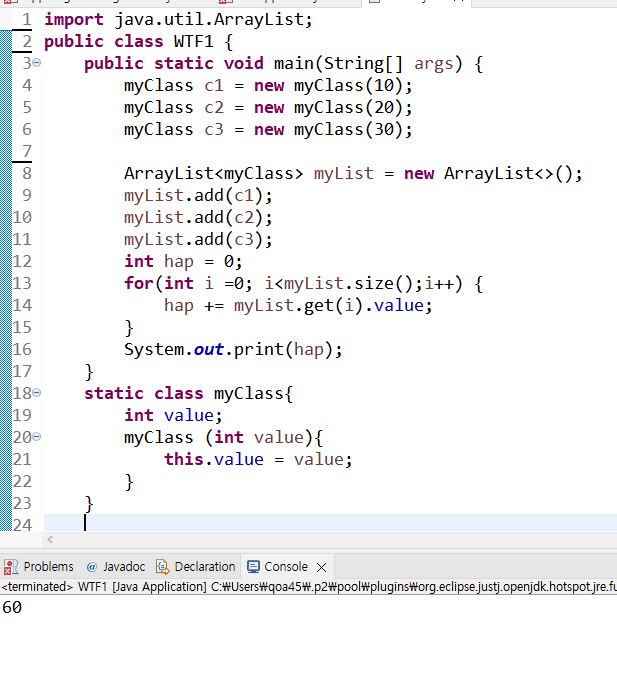 1 import java.util.ArrayList;
2 public class WTF1 {
3 public static void main(String[] args) {
4 myClass c1 = new myClass(10);
5 myClass c2 = new myClass(20);
6 myClass c3 = new myClass(30);
7
8 ArrayList<myClass> myList = new ArrayList<>();
9 myList.add(c1);
10 myList.add(c2);
11 myList.add(c3);
12 int hap = 0;
13 for(int i =0; i<myList.size();i++) {
14 hap += myList.get(i).value;
15 }
16 System.out.print(hap);
17 }
18 static class myClass{
19 int value;
20 myClass (int value){
21 this.value = value;
22 }
23 }
24
Problems @ Javadoc Declaration Console
<terminated> WTF1 [Java Application] C:₩Users₩qoa45₩.p2₩pool₩plugins₩org.eclipse.justj.openjdk.hotspot.jre.fu
60